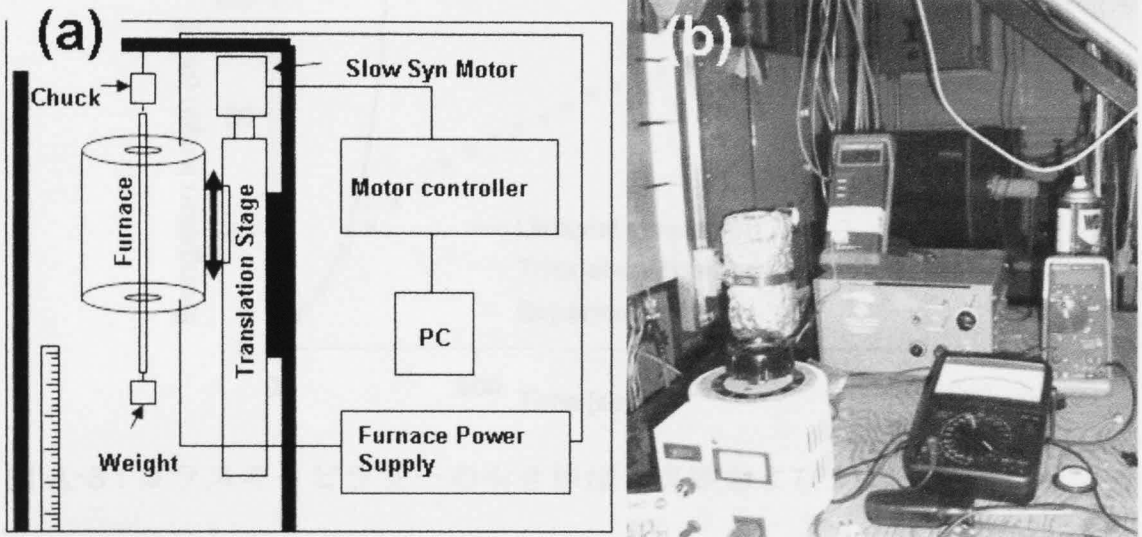 (a)
Slow Syn Motor
Chuck
Furnace
Translation Stage
Motor controller
PC
Weight
Furnace Power
Supply
(b)